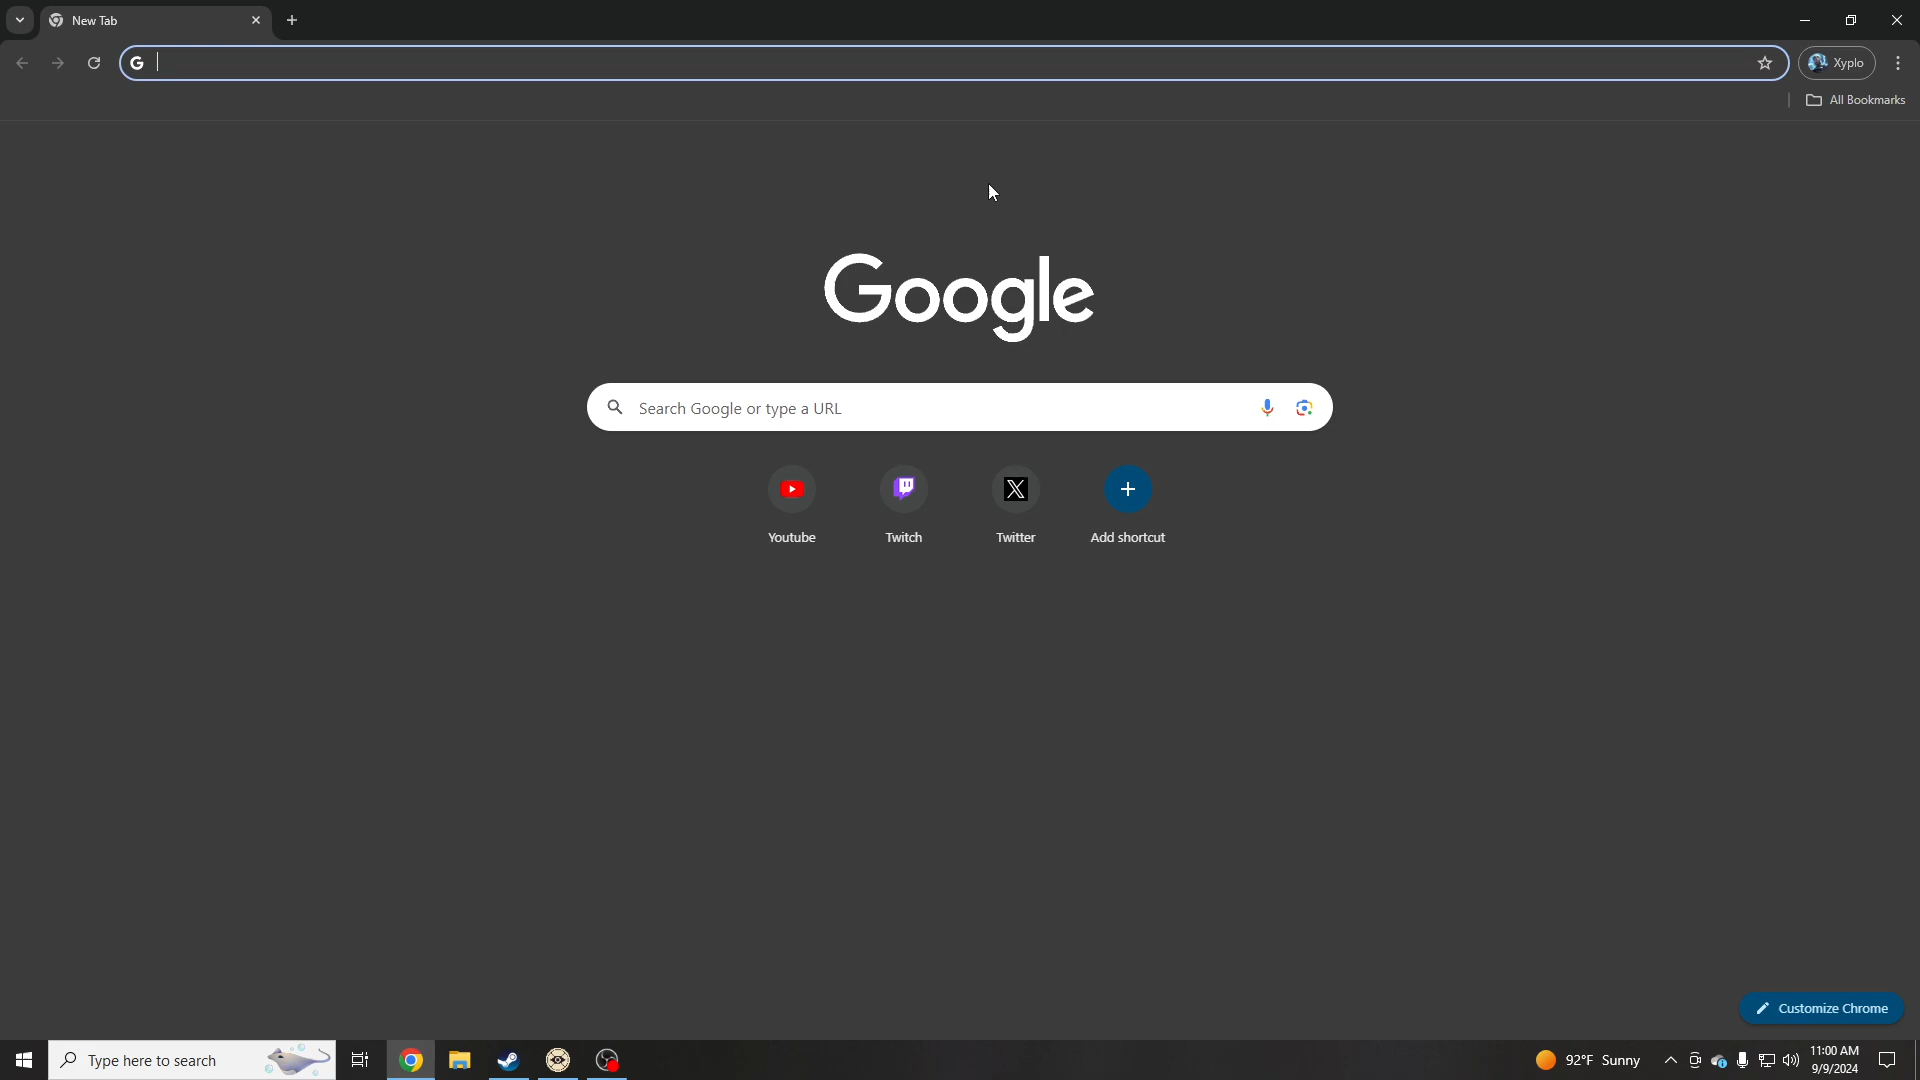 New Tab
Xyplo
All Bookmarks
Google
Search Google or type a URL
Youtube
Twitch
Twitter
Add shortcut
Customize Chrome
Type here to search
92°F Sunny
11:00 AM
9/9/2024